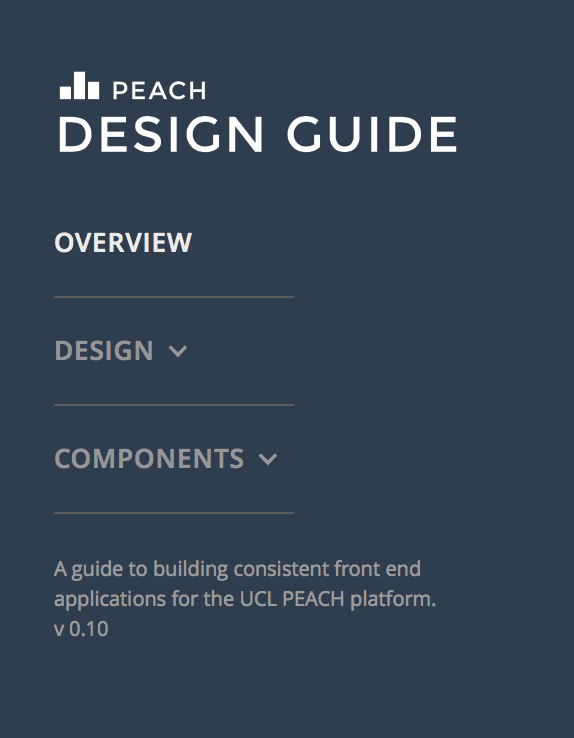 PEACH
DESIGN GUIDE
OVERVIEW
DESIGN
COMPONENTS
A guide to building consistent front end
applications for the UCL PEACH platform.
v 0.10